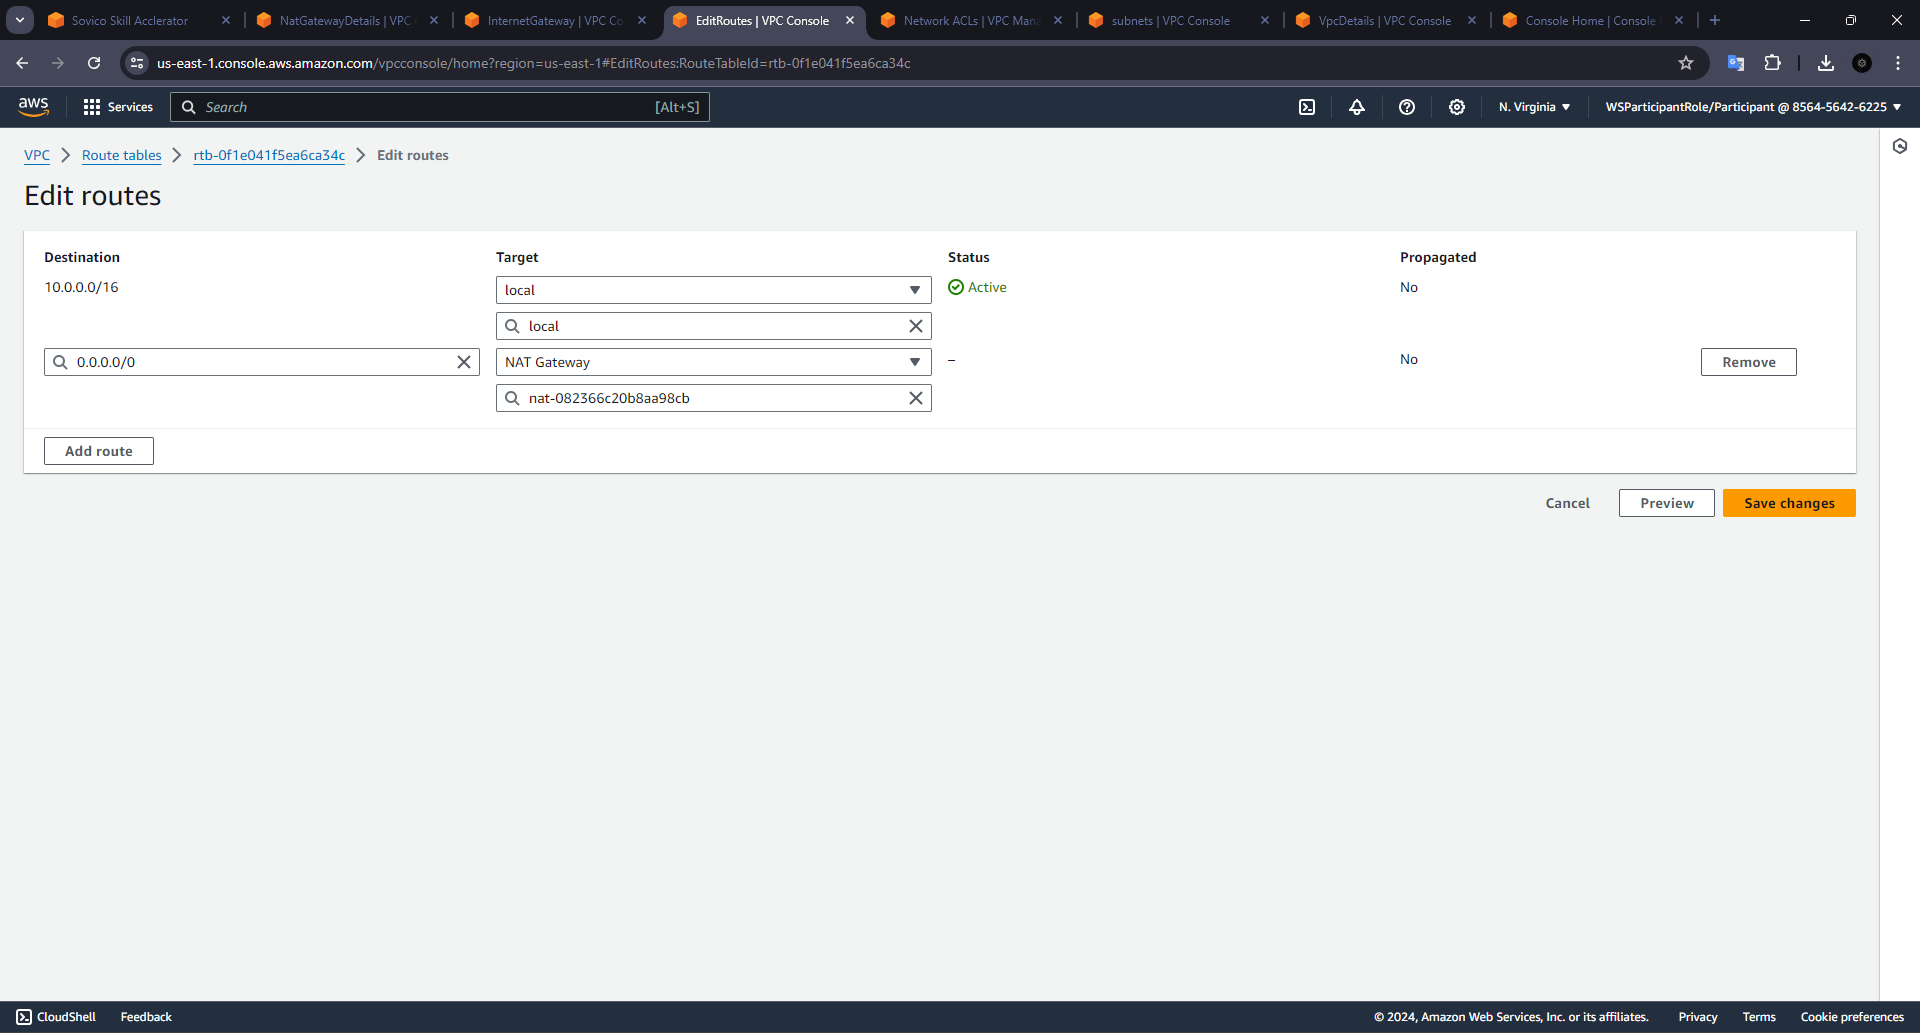 Sovico Skill Acclerator
NatGatewayDetails | VPC
InternetGateway | VPC Co
EditRoutes | VPC Console
Network ACLs | VPC Mana
subnets | VPC Console
VpcDetails | VPC Console
Console Home | Console
us-east-1.console.aws.amazon.com/vpcconsole/home?region=us-east-1#EditRoutes:RouteTableId=rtb-0f1e041f5ea6ca34c
aws Services Search [Alt+S] N. Virginia WSParticipantRole/Participant @ 8564-5642-6225
VPC Route tables rtb-0f1e041f5ea6ca34c Edit routes
Edit routes
Destination Target Status Propagated
10.0.0.0/16 local Active No
local
0.0.0.0/0 NAT Gateway – No Remove
nat-082366c20b8aa98cb
Add route
Cancel Preview Save changes
CloudShell Feedback © 2024, Amazon Web Services, Inc. or its affiliates. Privacy Terms Cookie preferences